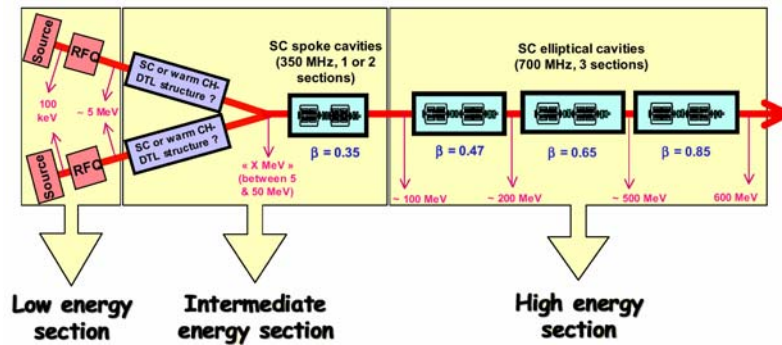 Source
RFQ
SC or warm CH-
DTL structure ?
100
keV
~ 5 MeV
Source
RFQ
SC or warm CH-
DTL structure ?
SC spoke cavities
(350 MHz, 1 or 2
sections)
β = 0.35
« X MeV »
(between 5
& 50 MeV)
SC elliptical cavities
(700 MHz, 3 sections)
β = 0.47
β = 0.65
β = 0.85
~ 100 MeV
~ 200 MeV
~ 500 MeV
600 MeV
Low energy
section
Intermediate
energy section
High energy
section